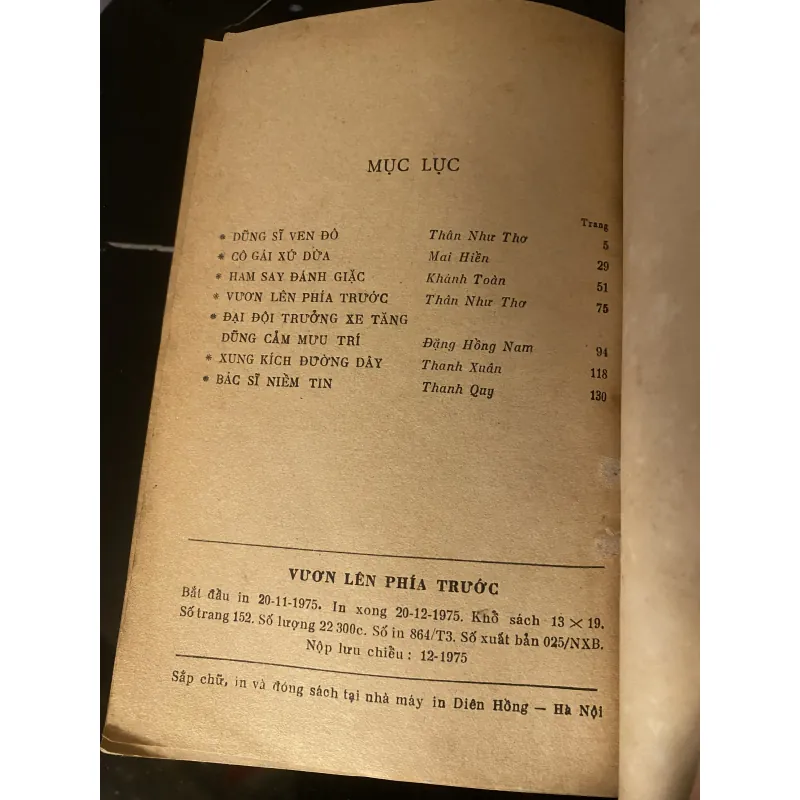 MỤC LỤC
Trang
* DŨNG SĨ VEN ĐÔ Thân Như Thơ 5
* CÔ GÁI XỨ DỪA Mai Hiền 29
* HAM SAY ĐÁNH GIẶC Khánh Toàn 51
* VƯƠN LÊN PHÍA TRƯỚC Thân Như Thơ 75
* ĐẠI ĐỘI TRƯỞNG XE TĂNG
DŨNG CẢM MƯU TRÍ Đặng Hồng Nam 94
* XUNG KÍCH ĐƯỜNG DÂY Thanh Xuân 118
* BÁC SĨ NIỀM TIN Thanh Quy 130
VƯƠN LÊN PHÍA TRƯỚC
Bắt đầu in 20-11-1975. In xong 20-12-1975. Khổ sách 13 × 19.
Số trang 152. Số lượng 22 300c. Số in 864/T3. Số xuất bản 025/NXB.
Nộp lưu chiều : 12-1975
Sắp chữ, in và đóng sách tại nhà máy in Diên Hồng — Hà Nội